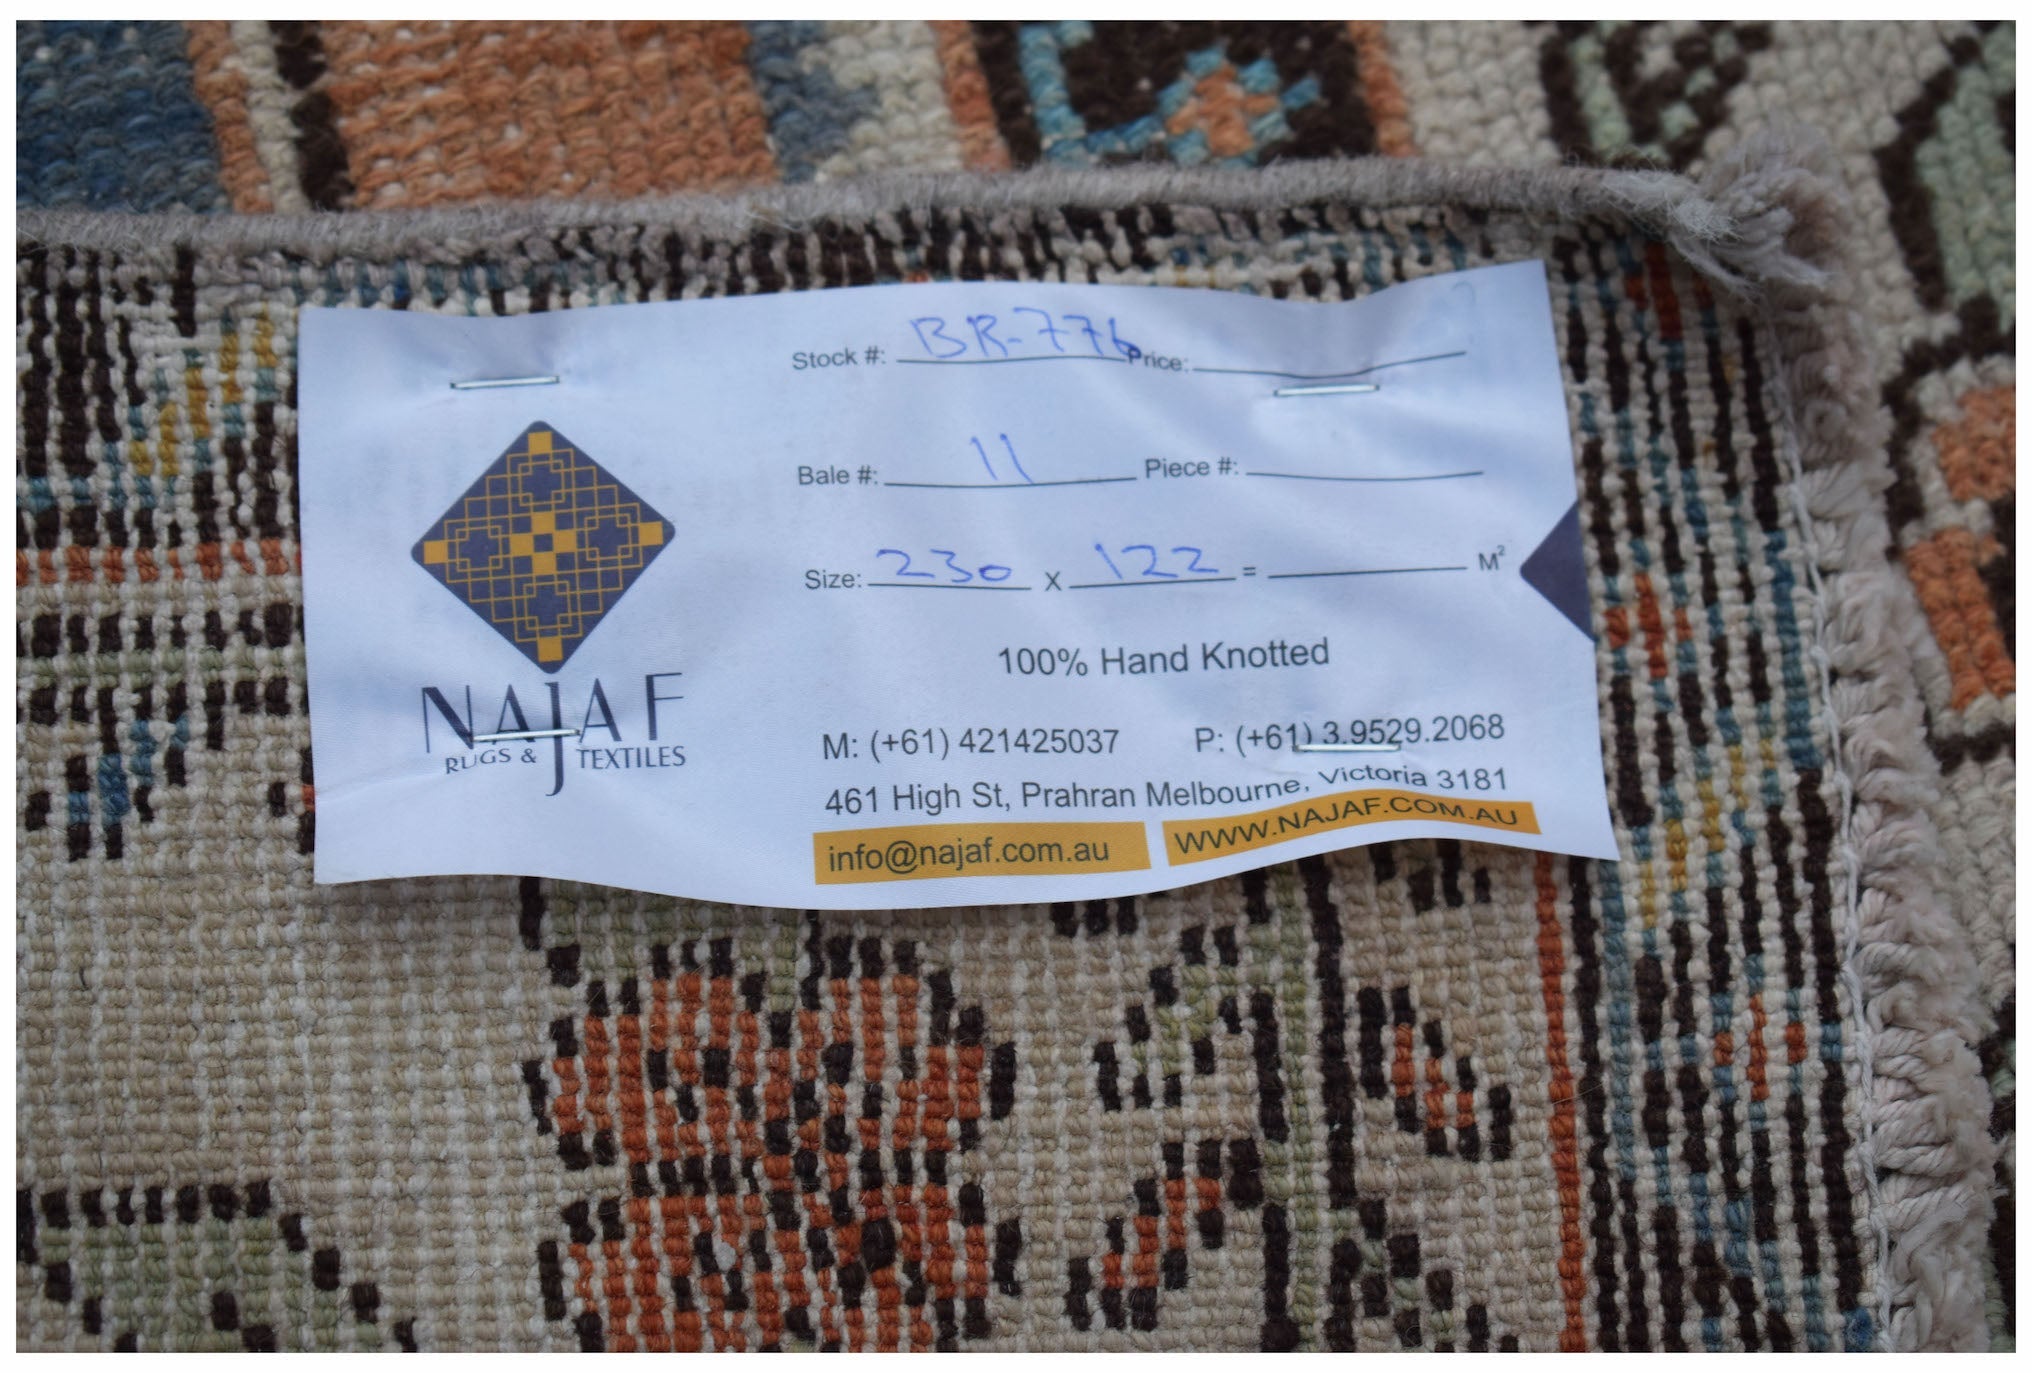 Stock #: BR-776 Price:
Bale #: 11 Piece #:
Size: 230 X 122 = M²
100% Hand Knotted
NAJAF
RUGS & TEXTILES
M: (+61) 421425037 P: (+61) 3.9529.2068
461 High St, Prahran Melbourne, Victoria 3181
info@najaf.com.au WWW.NAJAF.COM.AU